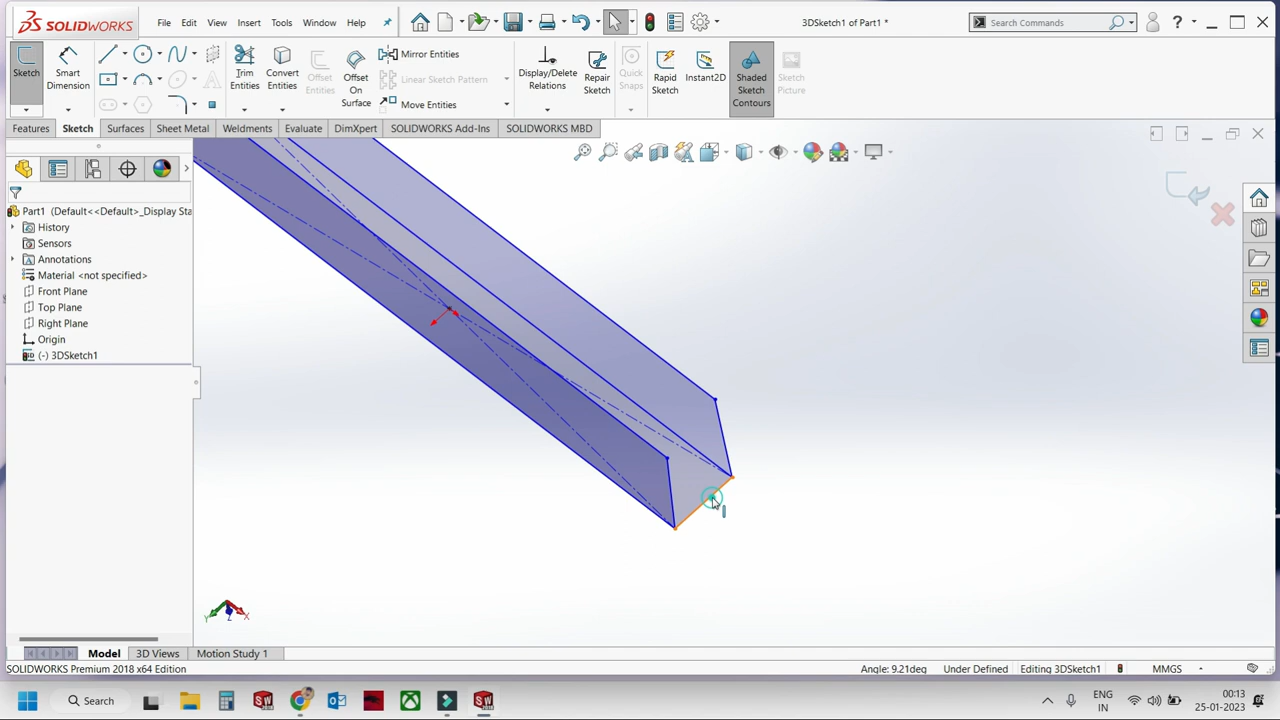 SOLIDWORKS File Edit View Insert Tools Window Help 3DSketch1 of Part1 * Search Commands ?
Sketch Smart Dimension Trim Entities Convert Entities Offset Entities Offset On Surface Mirror Entities Linear Sketch Pattern Move Entities Display/Delete Relations Repair Sketch Quick Snaps Rapid Sketch Instant2D Shaded Sketch Contours Sketch Picture
Features Sketch Surfaces Sheet Metal Weldments Evaluate DimXpert SOLIDWORKS Add-Ins SOLIDWORKS MBD
Part1 (Default<<Default>_Display Sta
History
Sensors
Annotations
Material <not specified>
Front Plane
Top Plane
Right Plane
Origin
(-) 3DSketch1
Y Z X
Model 3D Views Motion Study 1
SOLIDWORKS Premium 2018 x64 Edition Angle: 9.21deg Under Defined Editing 3DSketch1 MMGS
Search ENG IN 00:13 25-01-2023